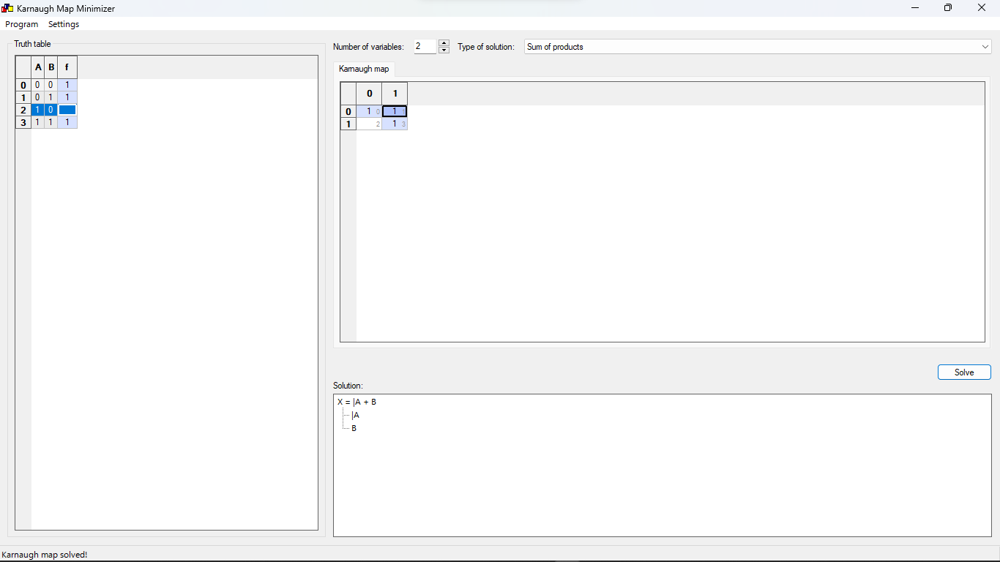 Karnaugh Map Minimizer
Program Settings
Truth table
A B f
0 0 0 1
1 0 1 1
2 1 0
3 1 1 1
Number of variables: 2 Type of solution: Sum of products
Karnaugh map
0 1
0 1 0 1 1
1 2 1 3
Solve
Solution:
X = |A + B
|A
B
Karnaugh map solved!